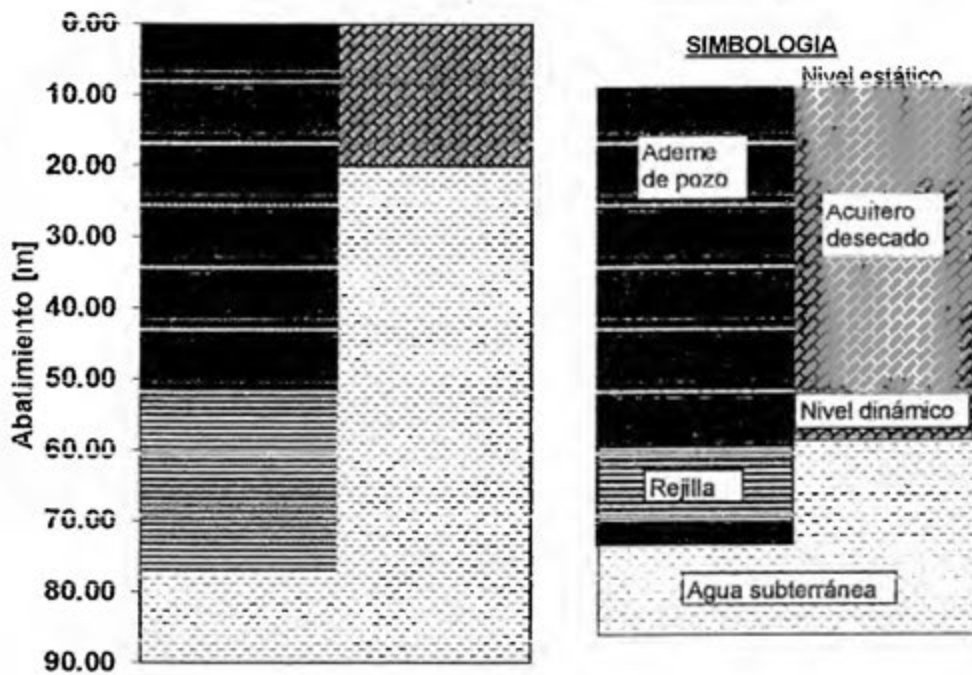 Abatimiento [m]
0.00
10.00
20.00
30.00
40.00
50.00
60.00
70.00
80.00
90.00
SIMBOLOGIA
Nivel estático
Ademe
de pozo
Acuífero
desecado
Nivel dinámico
Rejilla
Agua subterránea